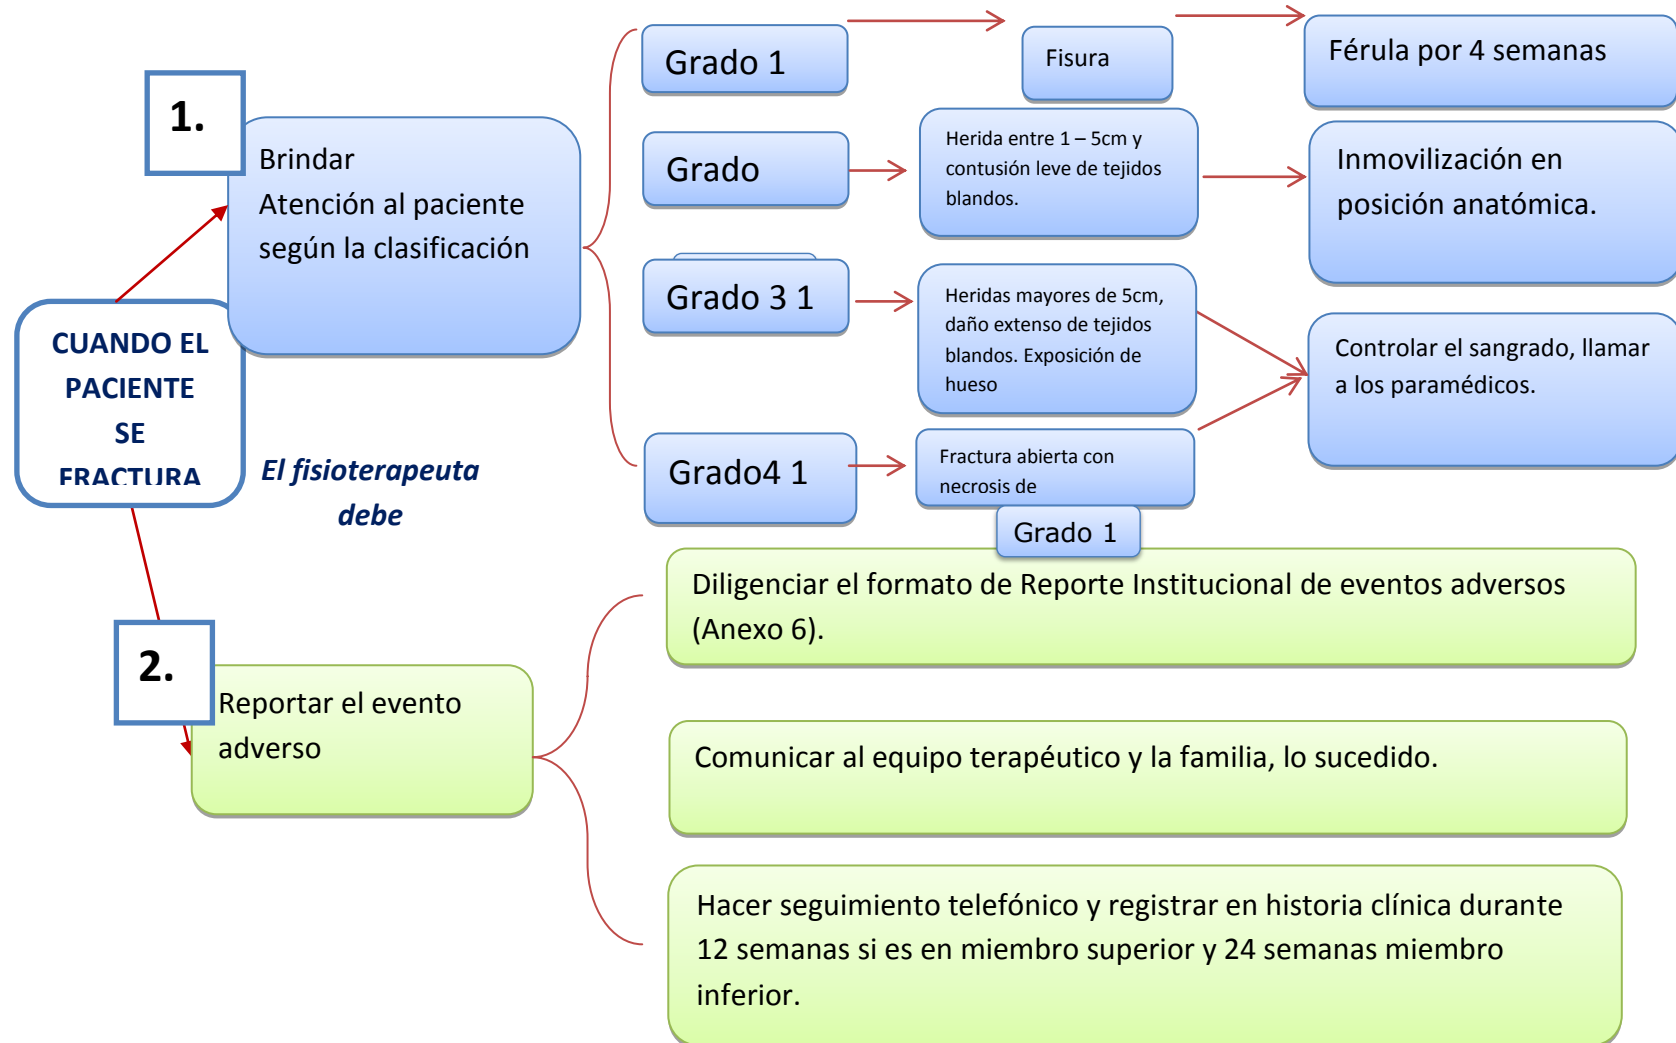 1.
Brindar
Atención al paciente
según la clasificación
CUANDO EL
PACIENTE
SE
FRACTURA
El fisioterapeuta
debe
Grado 1
Fisura
Férula por 4 semanas
Grado
Herida entre 1 – 5cm y
contusión leve de tejidos
blandos.
Inmovilización en
posición anatómica.
Grado 3 1
Heridas mayores de 5cm,
daño extenso de tejidos
blandos. Exposición de
hueso
Controlar el sangrado, llamar
a los paramédicos.
Grado4 1
Fractura abierta con
necrosis de
Grado 1
2.
Reportar el evento
adverso
Diligenciar el formato de Reporte Institucional de eventos adversos
(Anexo 6).
Comunicar al equipo terapéutico y la familia, lo sucedido.
Hacer seguimiento telefónico y registrar en historia clínica durante
12 semanas si es en miembro superior y 24 semanas miembro
inferior.